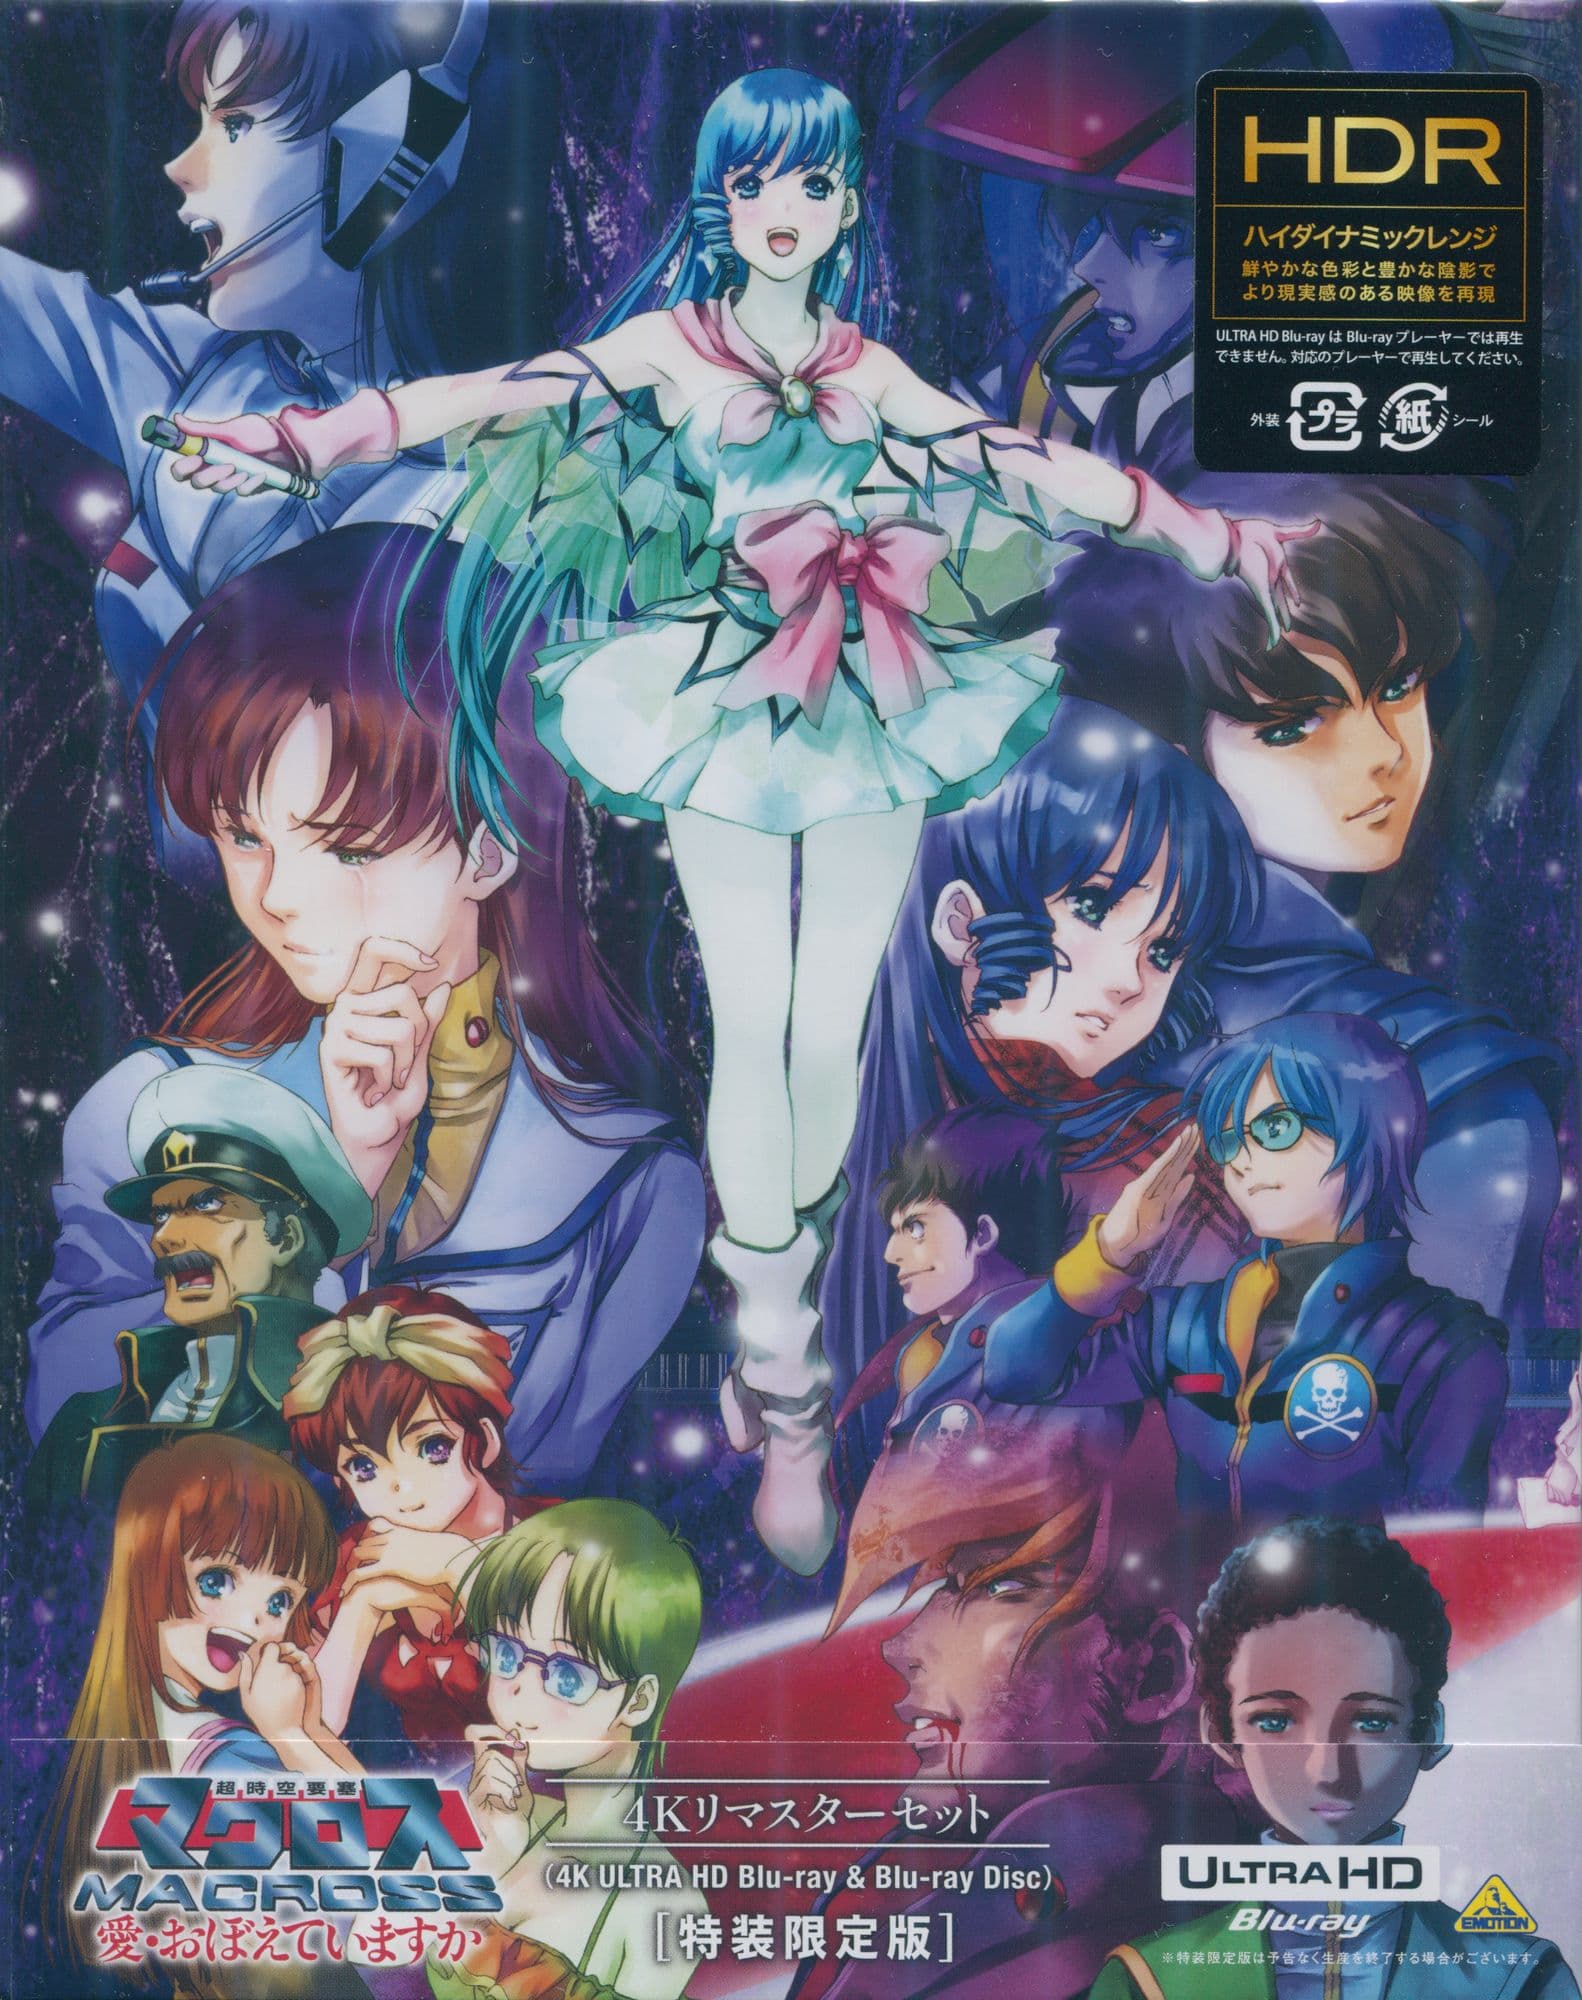 HDR
ハイダイナミックレンジ
鮮やかな色彩と豊かな陰影で
より現実感のある映像を再現
ULTRA HD Blu-ray は Blu-ray プレーヤーでは再生
できません。対応のプレーヤーで再生してください。
外装 プラ 紙 シール
超時空要塞
マクロス
MACROSS
愛・おぼえていますか
4Kリマスターセット
(4K ULTRA HD Blu-ray & Blu-ray Disc)
[特装限定版]
ULTRA HD
Blu-ray
EMOTION
※特装限定版は予告なく生産を終了する場合がございます。